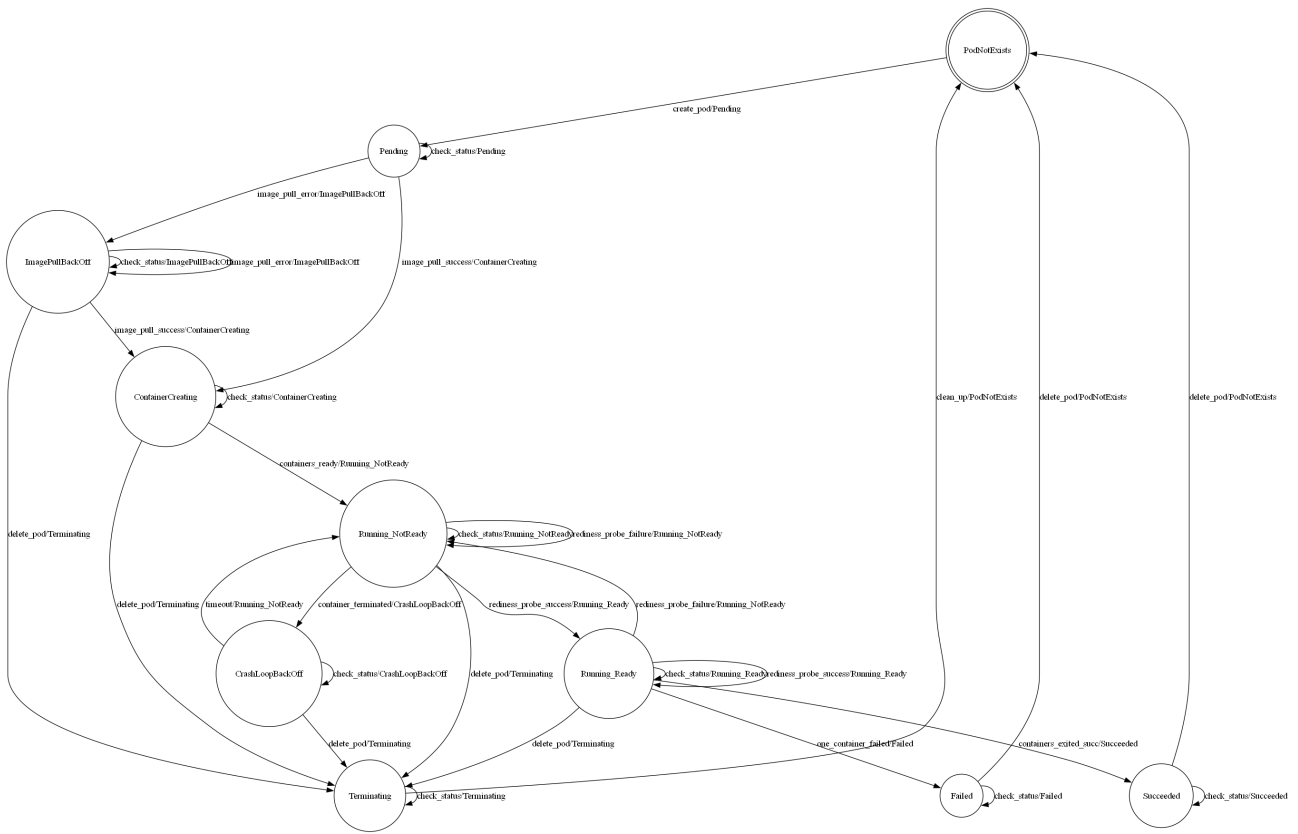 PodNotExists
create_pod/Pending
Pending
check_status/Pending
image_pull_error/ImagePullBackOff
ImagePullBackOff
check_status/ImagePullBackOff
image_pull_error/ImagePullBackOff
image_pull_success/ContainerCreating
image_pull_success/ContainerCreating
ContainerCreating
check_status/ContainerCreating
clean_up/PodNotExists
delete_pod/PodNotExists
delete_pod/PodNotExists
containers_ready/Running_NotReady
delete_pod/Terminating
Running_NotReady
check_status/Running_NotReady
rediness_probe_failure/Running_NotReady
delete_pod/Terminating
timeout/Running_NotReady
container_terminated/CrashLoopBackOff
rediness_probe_success/Running_Ready
rediness_probe_failure/Running_NotReady
CrashLoopBackOff
check_status/CrashLoopBackOff
delete_pod/Terminating
Running_Ready
check_status/Running_Ready
rediness_probe_success/Running_Ready
delete_pod/Terminating
delete_pod/Terminating
one_container_failed/Failed
containers_exited_succ/Succeeded
Terminating
check_status/Terminating
Failed
check_status/Failed
Succeeded
check_status/Succeeded